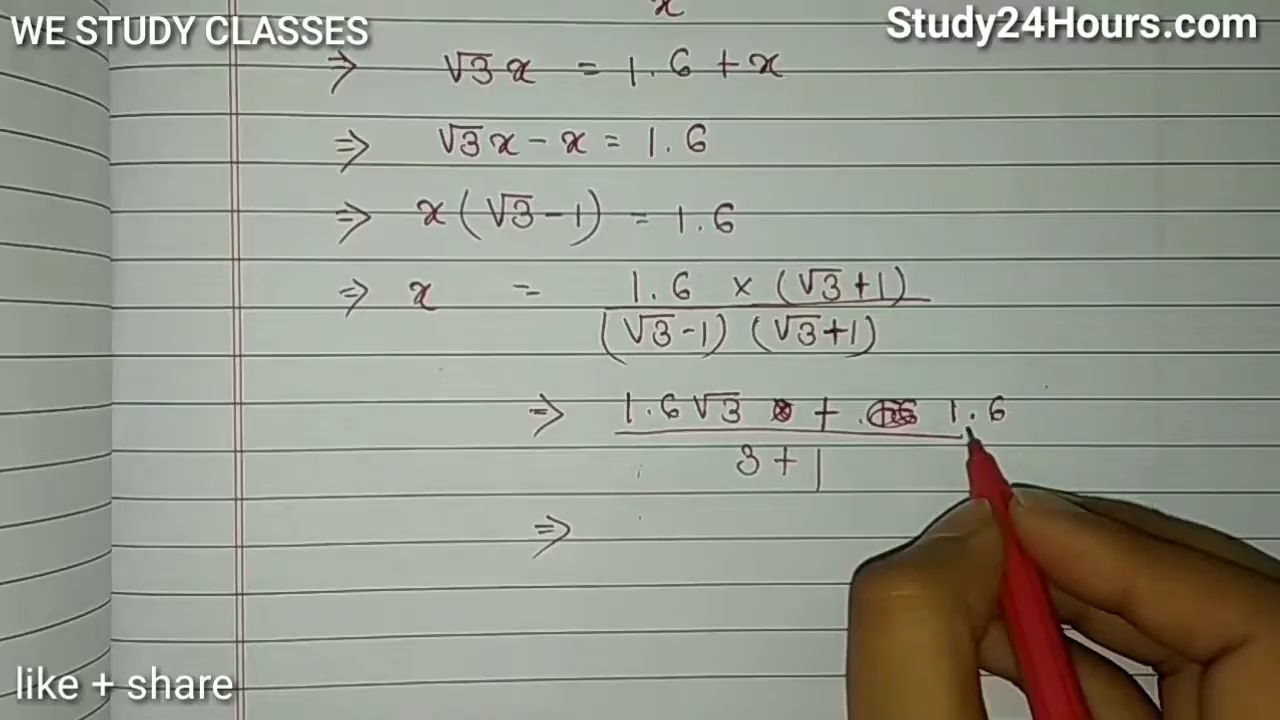 WE STUDY CLASSES
Study24Hours.com
x
⇒ √3x = 1.6 + x
⇒ √3x - x = 1.6
⇒ x(√3-1) = 1.6
⇒ x = 1.6 × (√3+1)
(√3-1) (√3+1)
⇒ 1.6√3 + 1.6
3 + 1
⇒
like + share